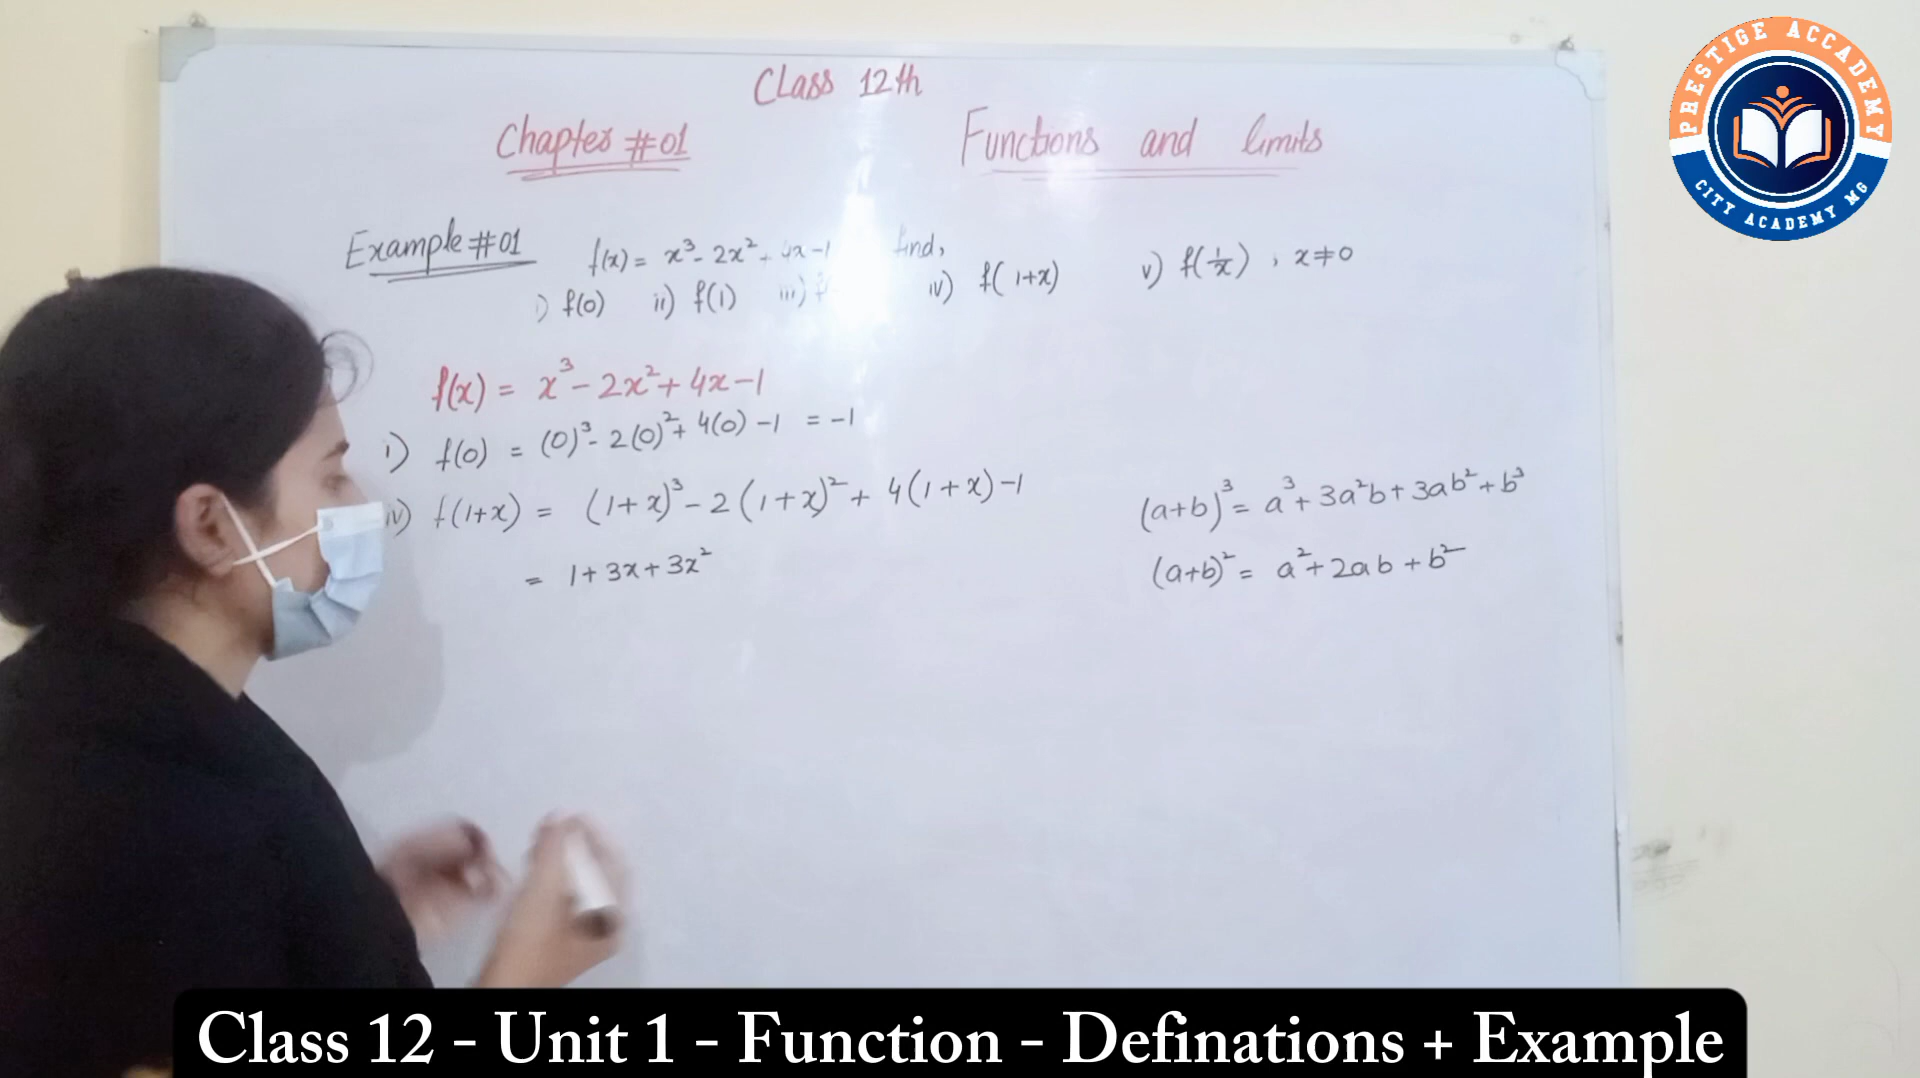 PRESTIGE ACCADEMY
CITY ACADEMY MG
Class 12th
Chapter #01 Functions and limits
Example #01 f(x) = x³ - 2x² + 4x - 1 find,
i) f(0) ii) f(1) iii) f iv) f(1+x) v) f(1/x) , x≠0
f(x) = x³ - 2x² + 4x - 1
i) f(0) = (0)³ - 2(0)² + 4(0) - 1 = -1
iv) f(1+x) = (1+x)³ - 2(1+x)² + 4(1+x) - 1
= 1 + 3x + 3x²
(a+b)³ = a³ + 3a²b + 3ab² + b³
(a+b)² = a² + 2ab + b²
Class 12 - Unit 1 - Function - Definations + Example